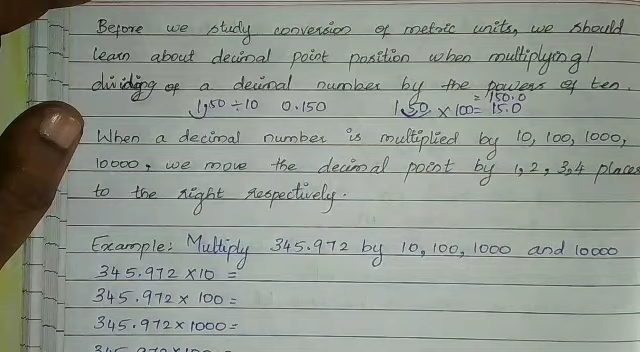 Before we study conversion of metric units, we should
learn about decimal point position when multiplying/
dividing of a decimal number by the powers of ten.
= 150.0
1,50 ÷ 10 0.150 1.50 × 100 = 15.0
When a decimal number is multiplied by 10, 100, 1000,
10000, we move the decimal point by 1, 2, 3, 4 places
to the right respectively.
Example: Multiply 345.972 by 10, 100, 1000 and 10000
345.972 × 10 =
345.972 × 100 =
345.972 × 1000 =